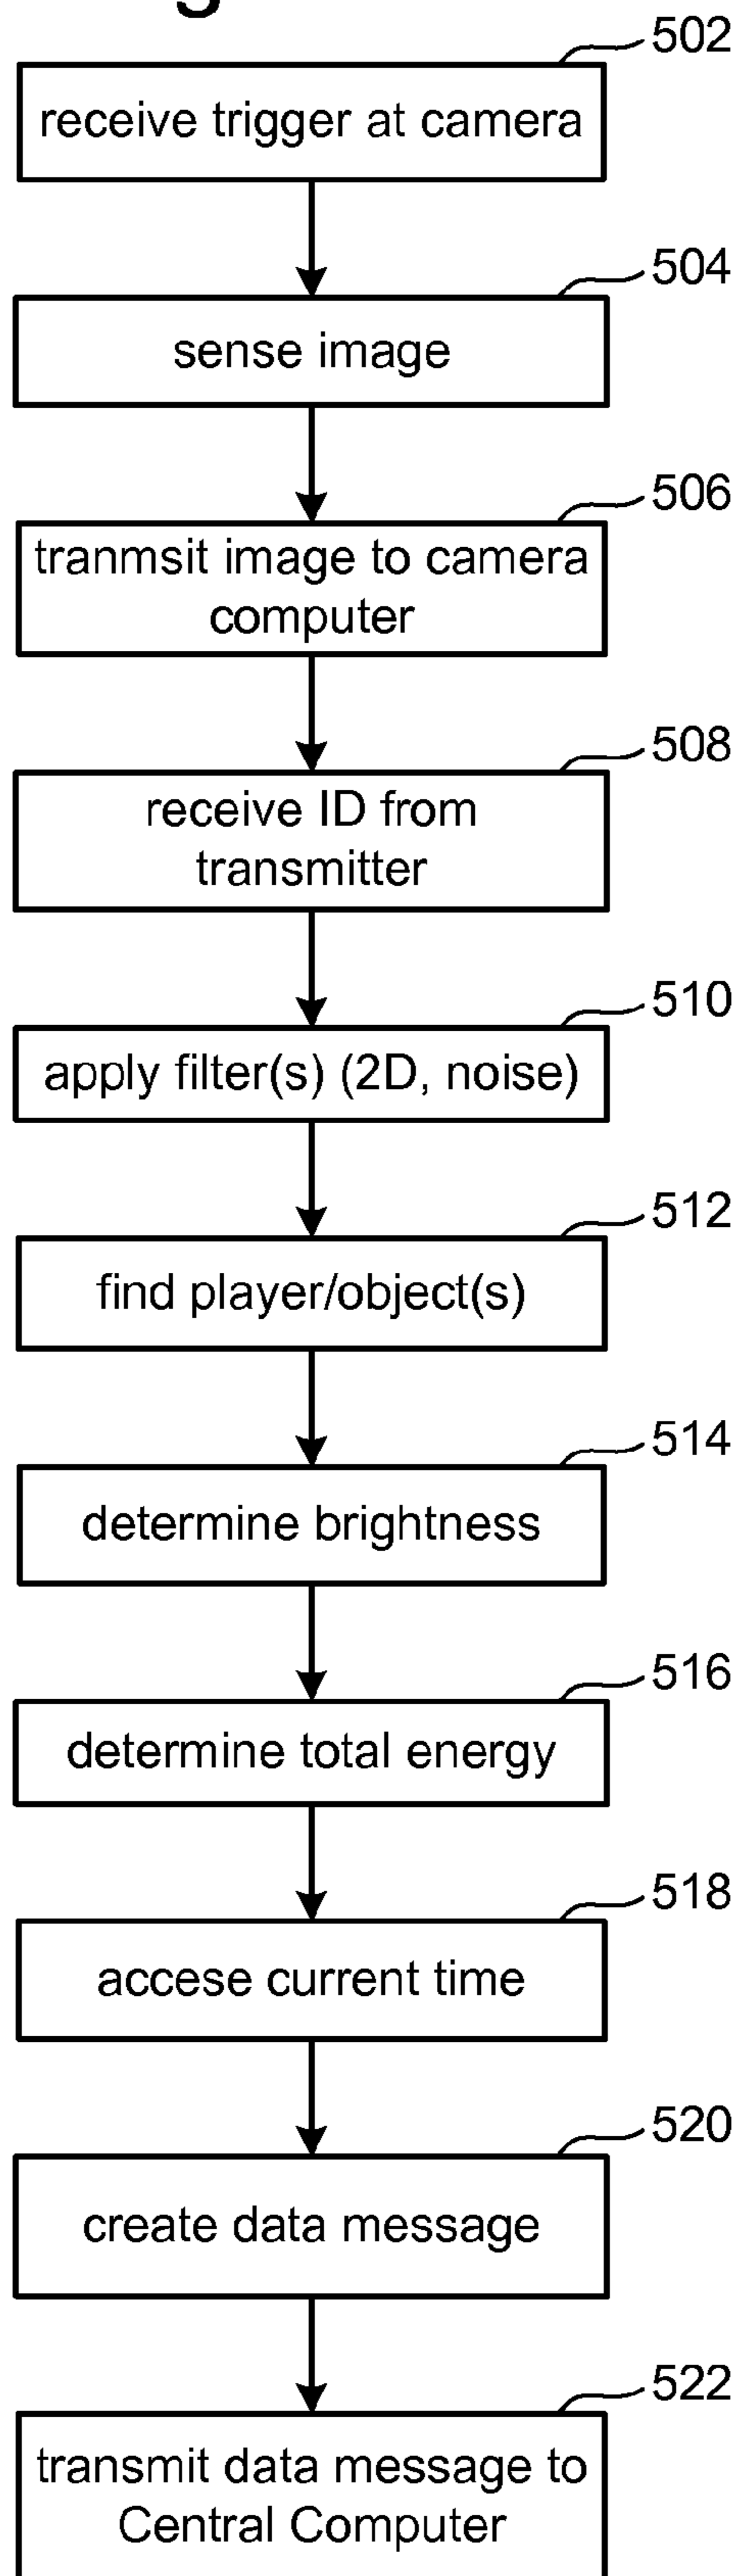 502
receive trigger at camera
504
sense image
506
tranmsit image to camera
computer
508
receive ID from
transmitter
510
apply filter(s) (2D, noise)
512
find player/object(s)
514
determine brightness
516
determine total energy
518
accese current time
520
create data message
522
transmit data message to
Central Computer